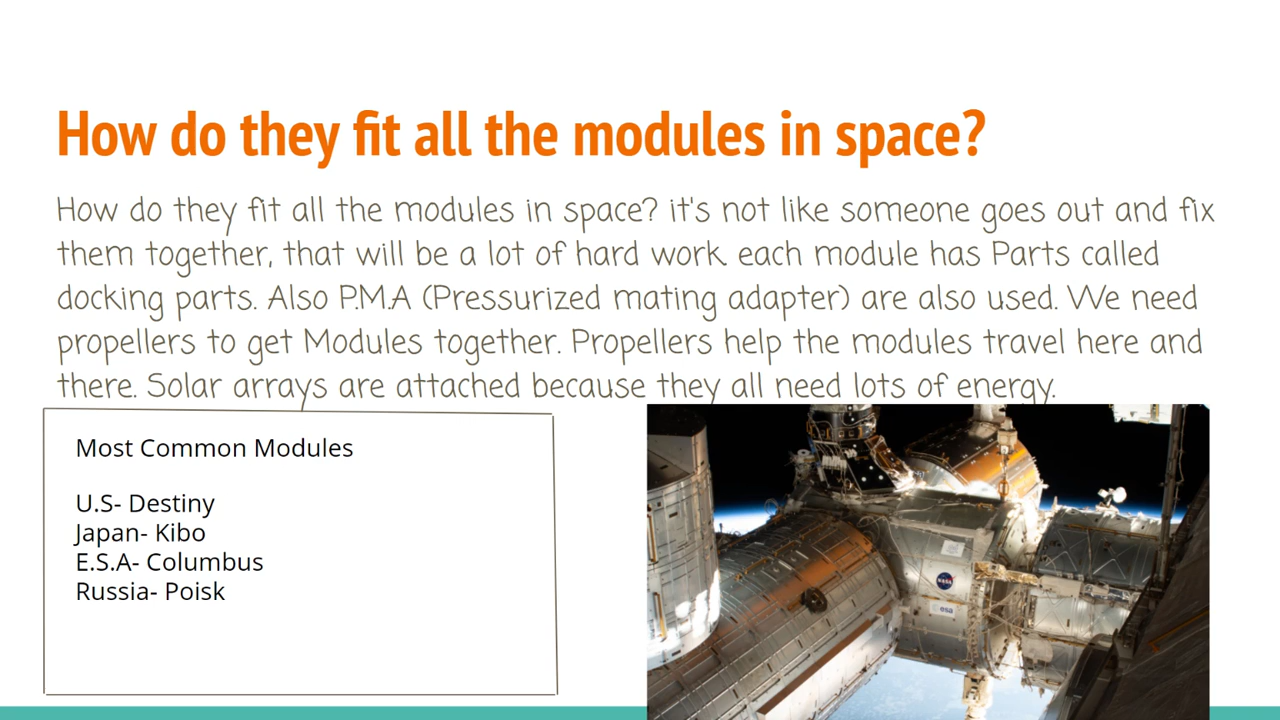 How do they fit all the modules in space?
How do they fit all the modules in space? it's not like someone goes out and fix
them together, that will be a lot of hard work. each module has Parts called
docking parts. Also P.M.A (Pressurized mating adapter) are also used. We need
propellers to get Modules together. Propellers help the modules travel here and
there. Solar arrays are attached because they all need lots of energy.
Most Common Modules
U.S- Destiny
Japan- Kibo
E.S.A- Columbus
Russia- Poisk
NASA
esa